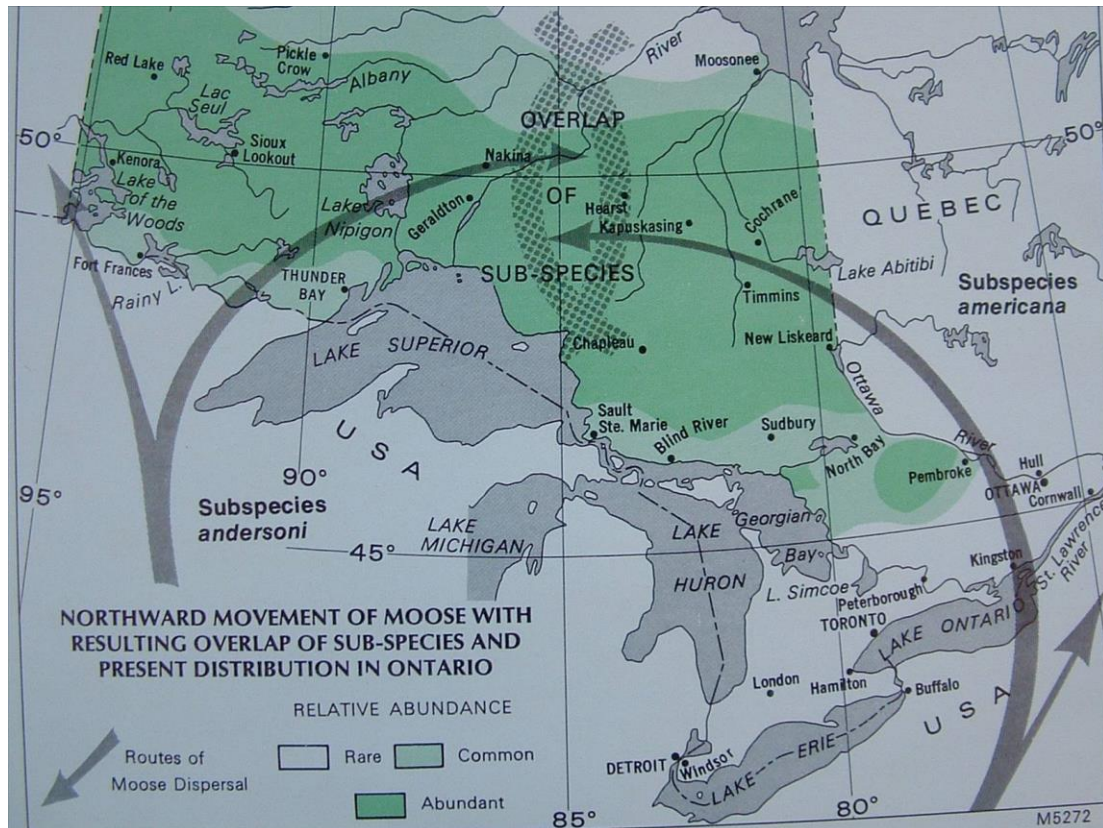 Pickle
Crow
River
Moosonee
Red Lake
Albany
Lac
Seul
OVERLAP
50°
50°
Sioux
Lookout
Nakina
Kenora
Lake
of the
Woods
Lake
Nipigon
Geraldton
OF
Hearst
Kapuskasing
Cochrane
QUEBEC
Fort Frances
Rainy L.
THUNDER
BAY
SUB-SPECIES
Lake Abitibi
Timmins
Subspecies
americana
LAKE SUPERIOR
Chapleau
New Liskeard
Ottawa
River
USA
Sault
Ste. Marie
Blind River
Sudbury
North Bay
Pembroke
Hull
OTTAWA
Cornwall
95°
90°
Subspecies
andersoni
LAKE
MICHIGAN
45°
LAKE
HURON
Georgian
Bay
L. Simcoe
Kingston
St. Lawrence
River
Peterborough
TORONTO
LAKE ONTARIO
NORTHWARD MOVEMENT OF MOOSE WITH
RESULTING OVERLAP OF SUB-SPECIES AND
PRESENT DISTRIBUTION IN ONTARIO
London
Hamilton
Buffalo
USA
RELATIVE ABUNDANCE
Routes of
Moose Dispersal
Rare
Common
Abundant
DETROIT
Windsor
LAKE ERIE
85°
80°
M5272